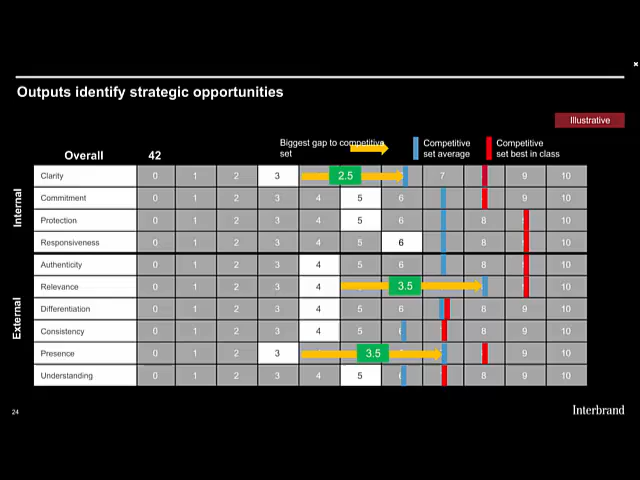 Outputs identify strategic opportunities
Illustrative
Overall 42
Biggest gap to competitive set
Competitive set average
Competitive set best in class
Internal
Clarity 0 1 2 3 2.5 7 9 10
Commitment 0 1 2 3 4 5 6 9 10
Protection 0 1 2 3 4 5 6 8 10
Responsiveness 0 1 2 3 4 5 6 8 10
External
Authenticity 0 1 2 3 4 5 6 8 10
Relevance 0 1 2 3 4 3.5 10
Differentiation 0 1 2 3 4 5 6 8 9 10
Consistency 0 1 2 3 4 5 8 9 10
Presence 0 1 2 3 4 3.5 9 10
Understanding 0 1 2 3 4 5 8 9 10
24
Interbrand